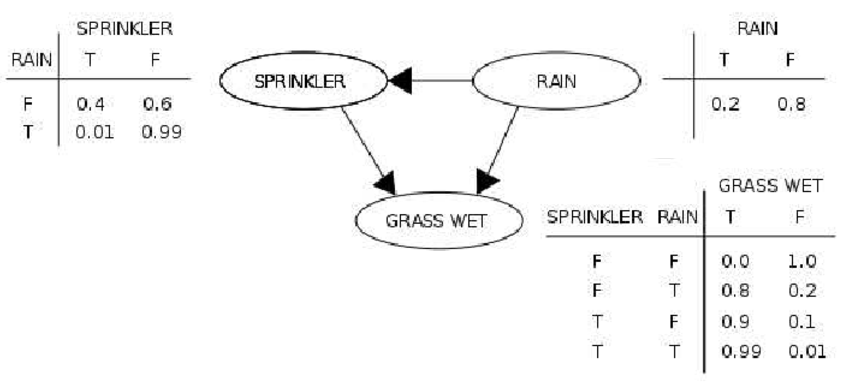 SPRINKLER
RAIN T F
F 0.4 0.6
T 0.01 0.99
SPRINKLER
RAIN
RAIN
T F
0.2 0.8
GRASS WET
GRASS WET
SPRINKLER RAIN T F
F F 0.0 1.0
F T 0.8 0.2
T F 0.9 0.1
T T 0.99 0.01